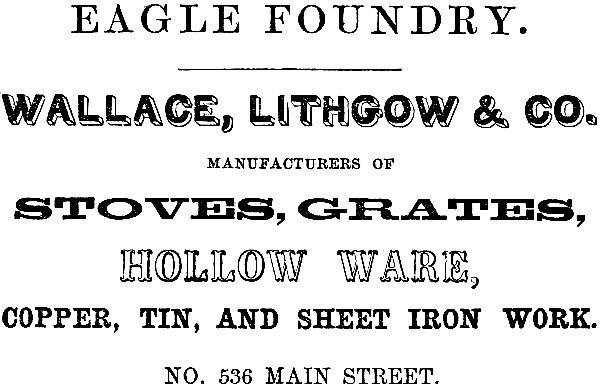 EAGLE FOUNDRY.
WALLACE, LITHGOW & CO.
MANUFACTURERS OF
STOVES, GRATES,
HOLLOW WARE,
COPPER, TIN, AND SHEET IRON WORK.
NO. 536 MAIN STREET.